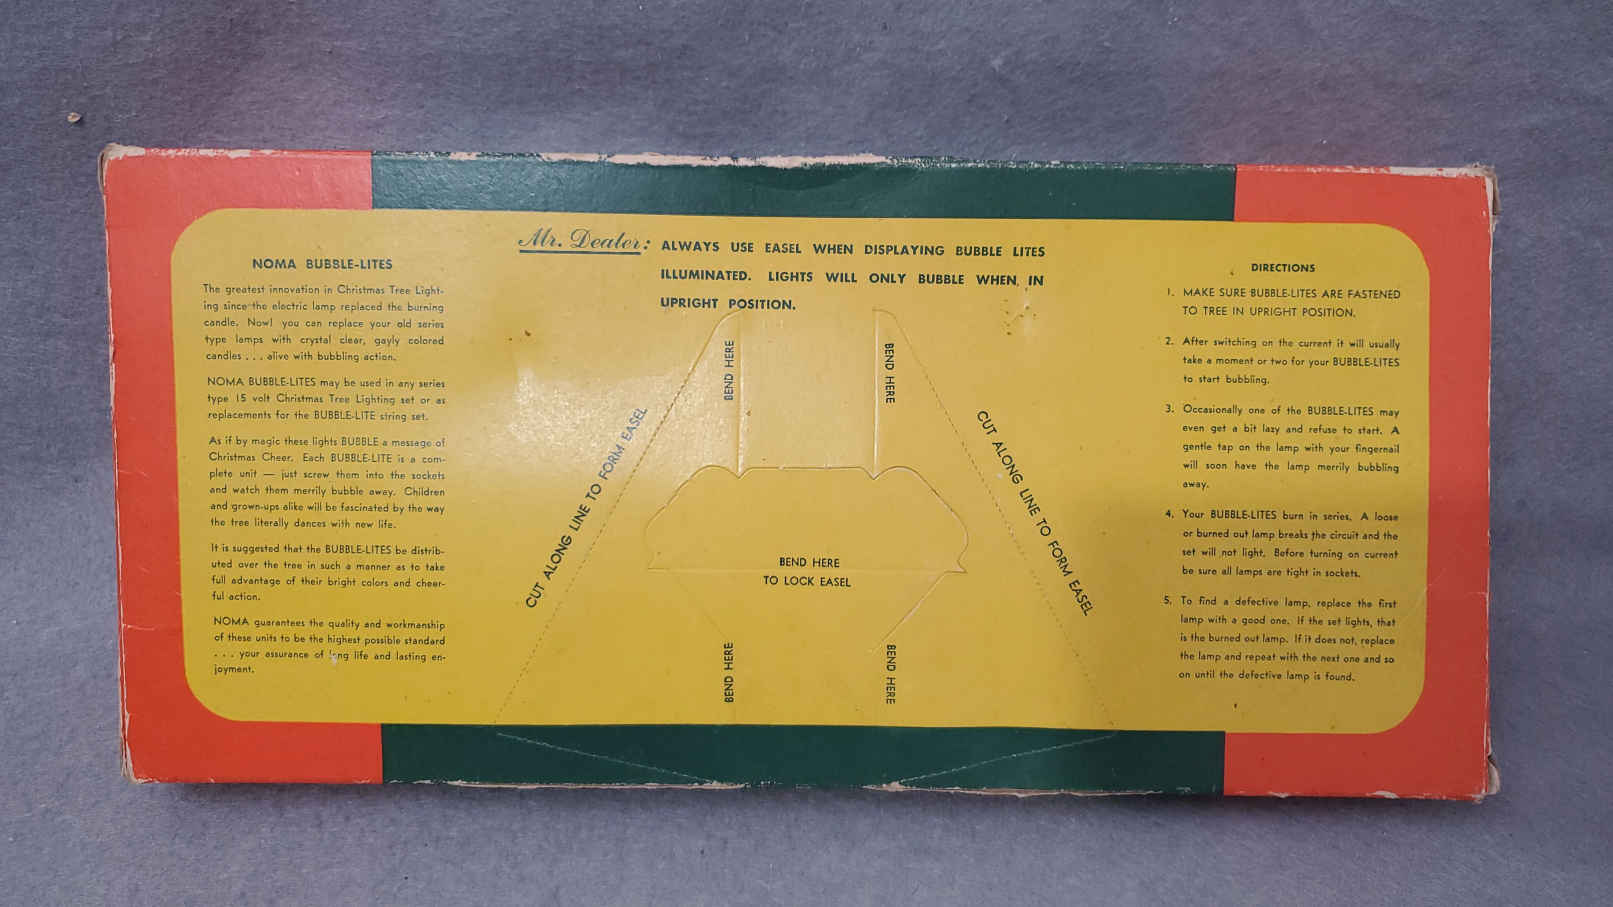 Mr. Dealer: ALWAYS USE EASEL WHEN DISPLAYING BUBBLE LITES
ILLUMINATED. LIGHTS WILL ONLY BUBBLE WHEN IN
UPRIGHT POSITION.
NOMA BUBBLE-LITES
The greatest innovation in Christmas Tree Light-
ing since the electric lamp replaced the burning
candle. Now! you can replace your old series
type lamps with crystal clear, gayly colored
candles . . . alive with bubbling action.
NOMA BUBBLE-LITES may be used in any series
type 15 volt Christmas Tree Lighting set or as
replacements for the BUBBLE-LITE string set.
As if by magic these lights BUBBLE a message of
Christmas Cheer. Each BUBBLE-LITE is a com-
plete unit — just screw them into the sockets
and watch them merrily bubble away. Children
and grown-ups alike will be fascinated by the way
the tree literally dances with new life.
It is suggested that the BUBBLE-LITES be distrib-
uted over the tree in such a manner as to take
full advantage of their bright colors and cheer-
ful action.
NOMA guarantees the quality and workmanship
of these units to be the highest possible standard
. . . your assurance of long life and lasting en-
joyment.
CUT ALONG LINE TO FORM EASEL
BEND HERE
BEND HERE
BEND HERE
TO LOCK EASEL
BEND HERE
BEND HERE
CUT ALONG LINE TO FORM EASEL
DIRECTIONS
1. MAKE SURE BUBBLE-LITES ARE FASTENED
TO TREE IN UPRIGHT POSITION.
2. After switching on the current it will usually
take a moment or two for your BUBBLE-LITES
to start bubbling.
3. Occasionally one of the BUBBLE-LITES may
even get a bit lazy and refuse to start. A
gentle tap on the lamp with your fingernail
will soon have the lamp merrily bubbling
away.
4. Your BUBBLE-LITES burn in series. A loose
or burned out lamp breaks the circuit and the
set will not light. Before turning on current
be sure all lamps are tight in sockets.
5. To find a defective lamp, replace the first
lamp with a good one. If the set lights, that
is the burned out lamp. If it does not, replace
the lamp and repeat with the next one and so
on until the defective lamp is found.